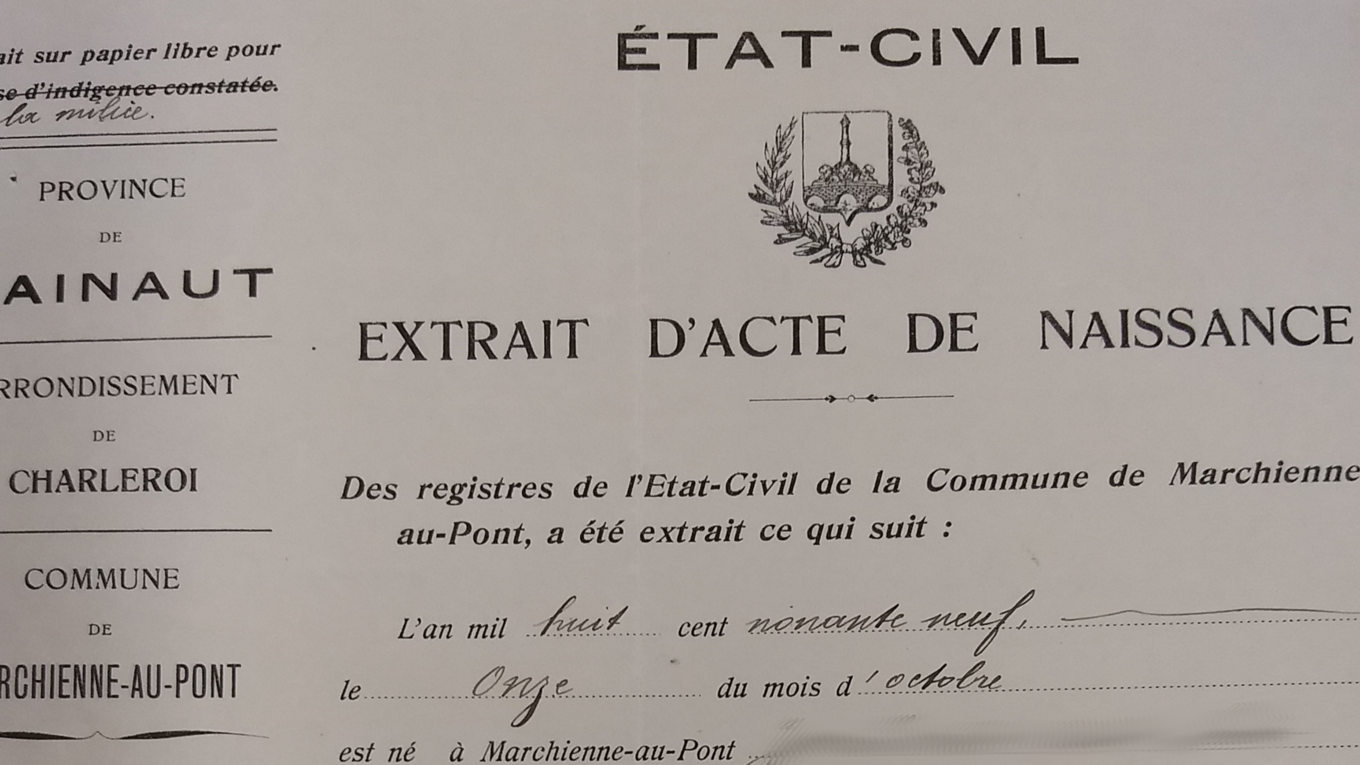 ait sur papier libre pour
se d'indigence constatée.
la milice.
PROVINCE
DE
AINAUT
RRONDISSEMENT
DE
CHARLEROI
COMMUNE
DE
RCHIENNE-AU-PONT
ÉTAT-CIVIL
EXTRAIT D'ACTE DE NAISSANCE
Des registres de l'Etat-Civil de la Commune de Marchienne
au-Pont, a été extrait ce qui suit :
L'an mil huit cent nonante neuf,
le Onze du mois d'octobre
est né à Marchienne-au-Pont